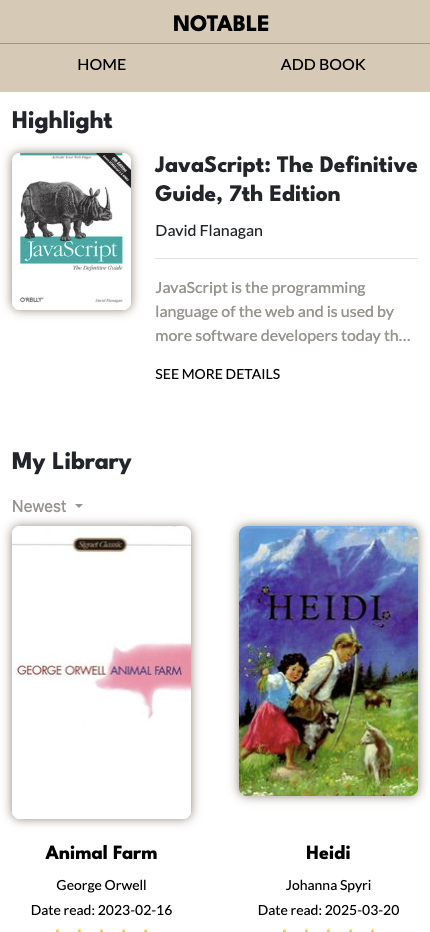 NOTABLE
HOME ADD BOOK
Highlight
JavaScript: The Definitive
Guide, 7th Edition
David Flanagan
JavaScript
The Definitive Guide
O'REILLY
David Flanagan
JavaScript is the programming
language of the web and is used by
more software developers today th...
SEE MORE DETAILS
My Library
Newest
Signet Classic
GEORGE ORWELL ANIMAL FARM
HEIDI
Animal Farm
George Orwell
Date read: 2023-02-16
Heidi
Johanna Spyri
Date read: 2025-03-20